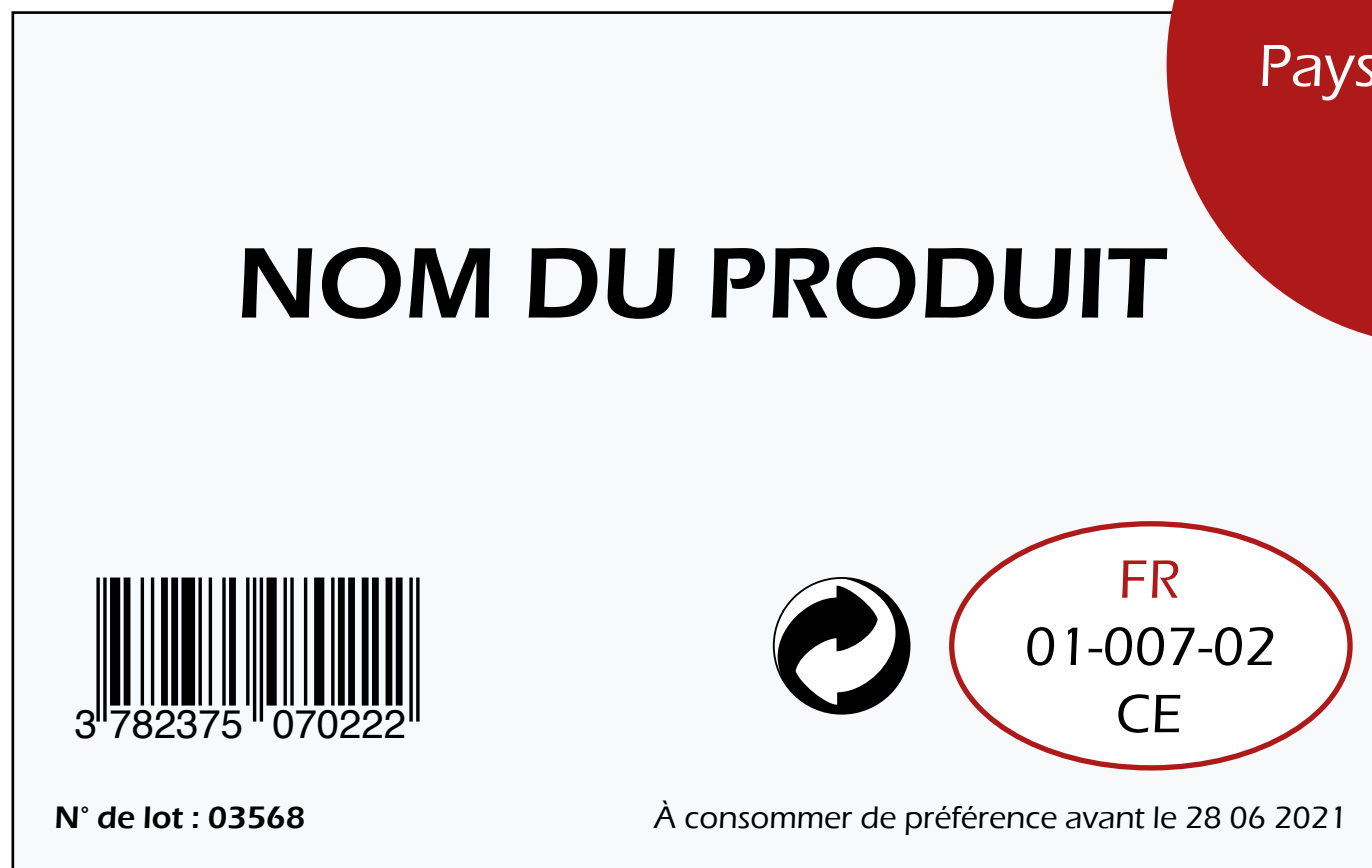 Pays
NOM DU PRODUIT
FR
01-007-02
CE
3 782375 070222
N° de lot : 03568
À consommer de préférence avant le 28 06 2021